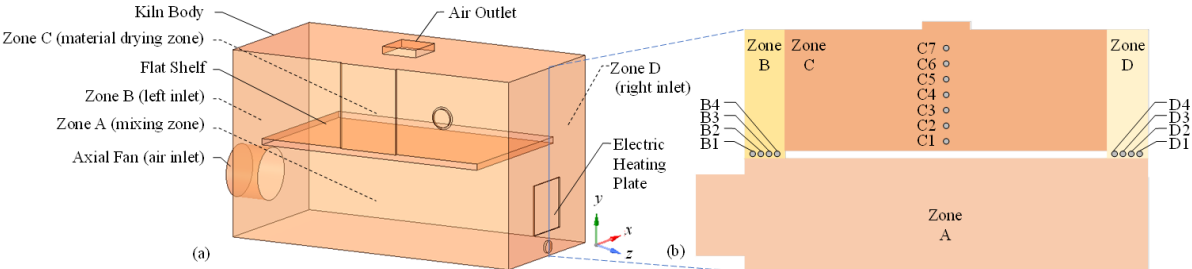 Kiln Body
Zone C (material drying zone)
Flat Shelf
Zone B (left inlet)
Zone A (mixing zone)
Axial Fan (air inlet)
Air Outlet
Zone D
(right inlet)
Electric
Heating
Plate
y
x
z
(a)
(b)
Zone
B
Zone
C
Zone
D
C7
C6
C5
C4
C3
C2
C1
B4
B3
B2
B1
D4
D3
D2
D1
Zone
A